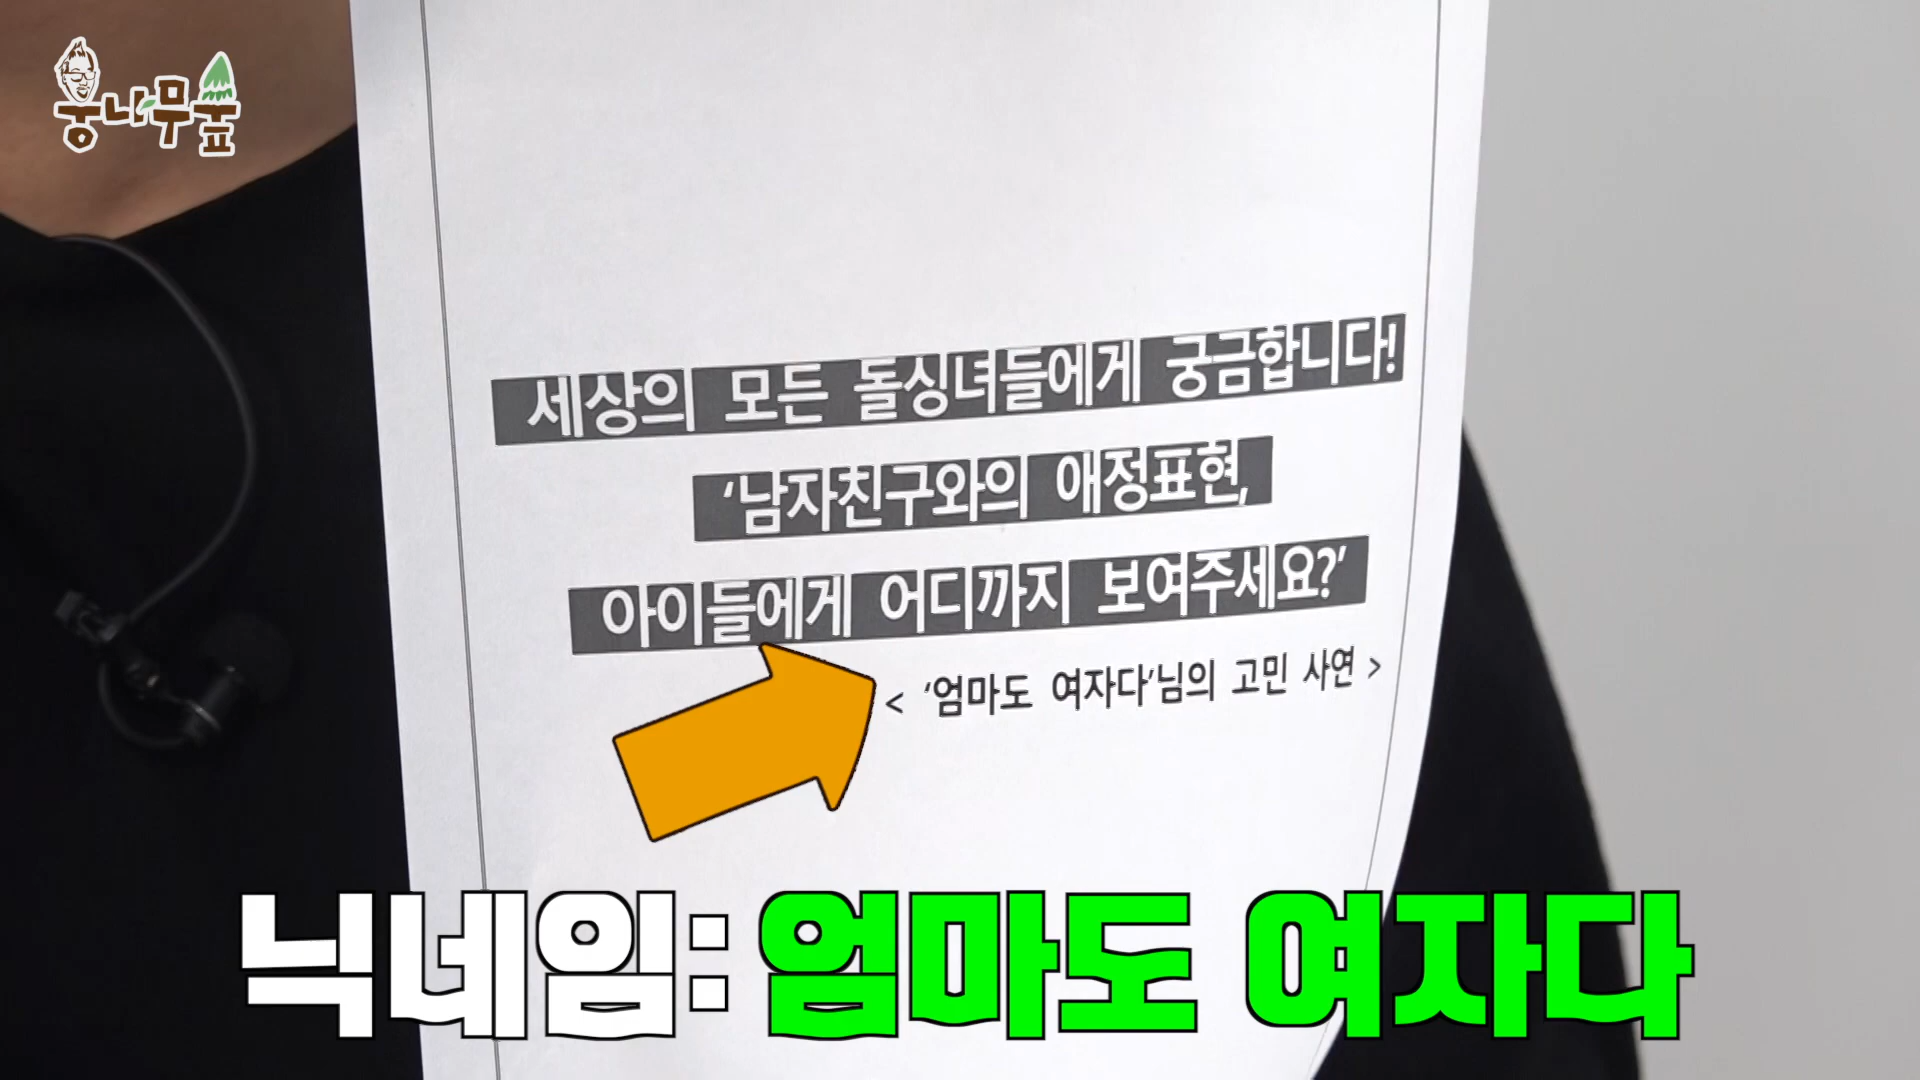 홍나무숲
세상의 모든 돌싱녀들에게 궁금합니다!
‘남자친구와의 애정표현,
아이들에게 어디까지 보여주세요?’
< ‘엄마도 여자다’님의 고민 사연 >
닉네임: 엄마도 여자다